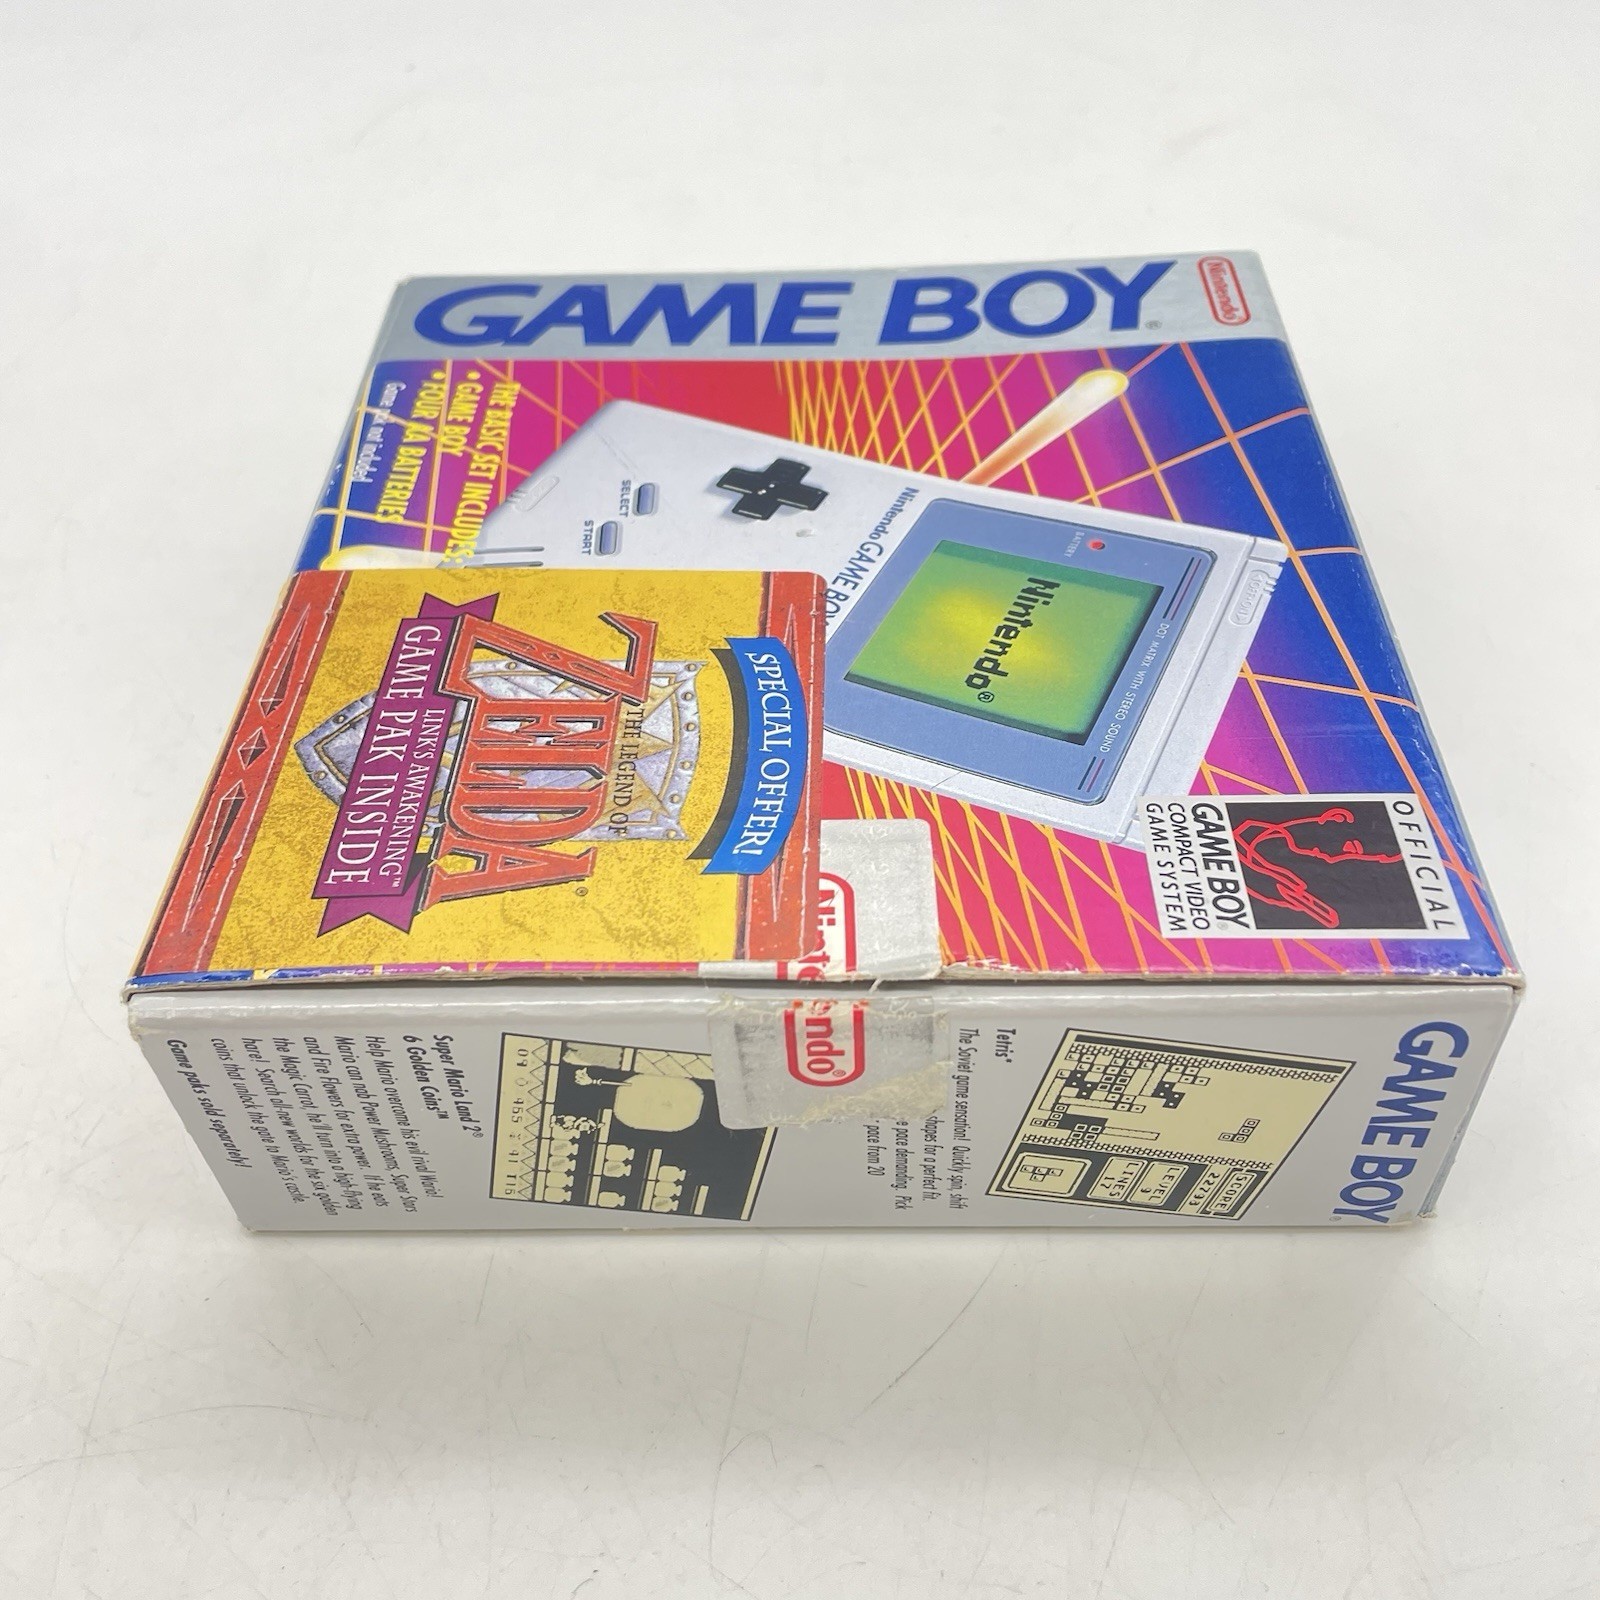 GAME BOY®
Nintendo
THE BASIC SET INCLUDES:
• GAME BOY
• FOUR AA BATTERIES
Game pak not included
SELECT
START
Nintendo GAME BOY
BATTERY
DOT MATRIX WITH STEREO SOUND
Nintendo®
OFFICIAL
GAME BOY®
COMPACT VIDEO
GAME SYSTEM
SPECIAL OFFER!
THE LEGEND OF
ZELDA®
LINK'S AWAKENING™
GAME PAK INSIDE
Nintendo®
GAME BOY®
Tetris®
The Soviet game sensation! Quickly spin, shift
hapes for a perfect fit.
e pace demanding. Pick
pace from 20
SCORE
22793
LEVEL
9
LINES
17
Super Mario Land 2®
6 Golden Coins™
Help Mario overcome his evil rival Wario!
Mario can nab Power Mushrooms, Super Stars
and Fire Flowers for extra power. If he eats
the Magic Carrot, he'll turn into a high-flying
hare! Search all-new worlds for the six golden
coins that unlock the gate to Mario's castle.
Game paks sold separately!